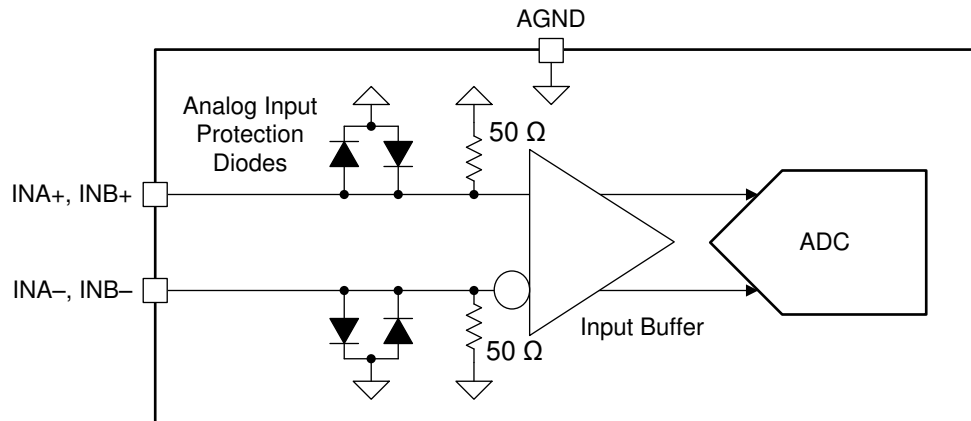 AGND
Analog Input
Protection
Diodes
50 Ω
INA+, INB+
ADC
INA–, INB–
Input Buffer
50 Ω